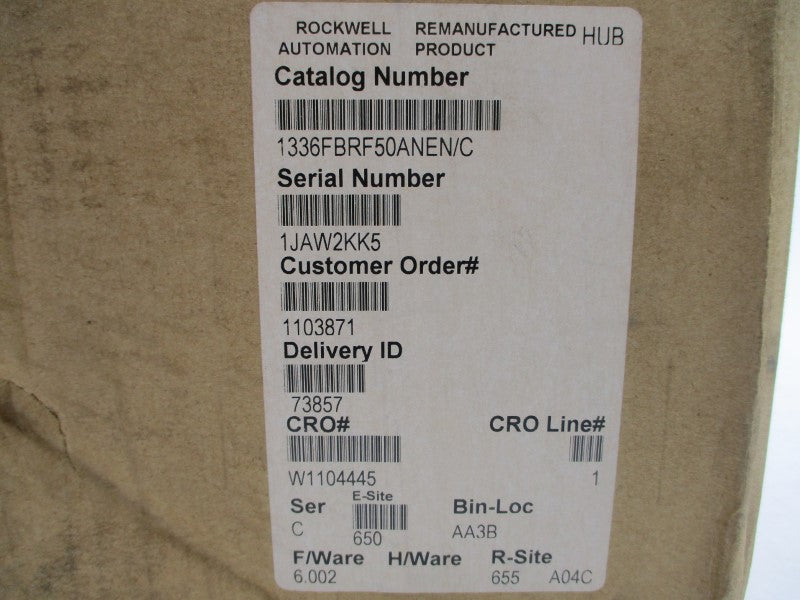 ROCKWELL REMANUFACTURED HUB
AUTOMATION PRODUCT
Catalog Number
1336FBRF50ANEN/C
Serial Number
1JAW2KK5
Customer Order#
1103871
Delivery ID
73857
CRO# CRO Line#
W1104445 1
Ser E-Site Bin-Loc
C 650 AA3B
F/Ware H/Ware R-Site
6.002 655 A04C